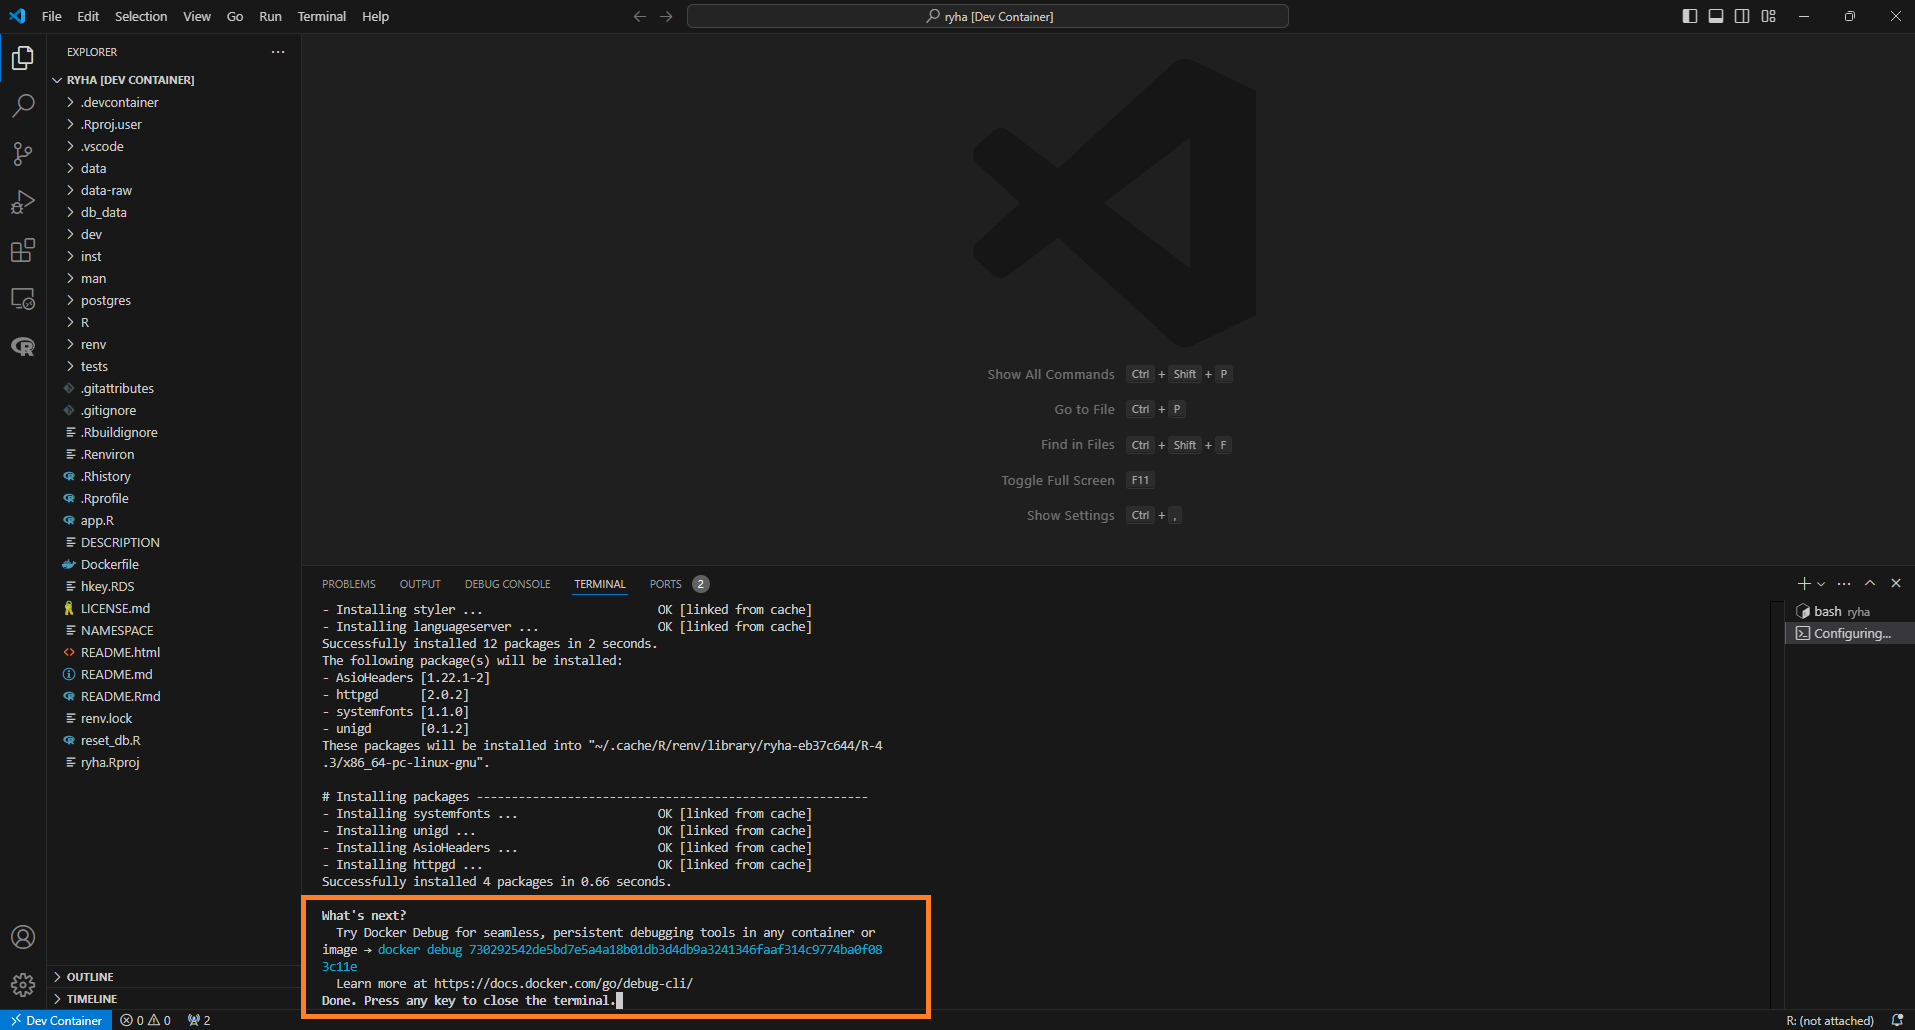 File Edit Selection View Go Run Terminal Help
ryha [Dev Container]
EXPLORER
RYHA [DEV CONTAINER]
.devcontainer
.Rproj.user
.vscode
data
data-raw
db_data
dev
inst
man
postgres
R
renv
tests
.gitattributes
.gitignore
.Rbuildignore
.Renviron
.Rhistory
.Rprofile
app.R
DESCRIPTION
Dockerfile
hkey.RDS
LICENSE.md
NAMESPACE
README.html
README.md
README.Rmd
renv.lock
reset_db.R
ryha.Rproj
OUTLINE
TIMELINE
Show All Commands Ctrl + Shift + P
Go to File Ctrl + P
Find in Files Ctrl + Shift + F
Toggle Full Screen F11
Show Settings Ctrl + ,
PROBLEMS OUTPUT DEBUG CONSOLE TERMINAL PORTS 2
- Installing styler ... OK [linked from cache]
- Installing languageserver ... OK [linked from cache]
Successfully installed 12 packages in 2 seconds.
The following package(s) will be installed:
- AsioHeaders [1.22.1-2]
- httpgd [2.0.2]
- systemfonts [1.1.0]
- unigd [0.1.2]
These packages will be installed into "~/.cache/R/renv/library/ryha-eb37c644/R-4
.3/x86_64-pc-linux-gnu".
# Installing packages --------------------------------------------------------
- Installing systemfonts ... OK [linked from cache]
- Installing unigd ... OK [linked from cache]
- Installing AsioHeaders ... OK [linked from cache]
- Installing httpgd ... OK [linked from cache]
Successfully installed 4 packages in 0.66 seconds.
What's next?
Try Docker Debug for seamless, persistent debugging tools in any container or
image → docker debug 730292542de5bd7e5a4a18b01db3d4db9a3241346faaf314c9774ba0f08
3c11e
Learn more at https://docs.docker.com/go/debug-cli/
Done. Press any key to close the terminal.
bash ryha
Configuring...
Dev Container 0 0 2
R: (not attached)